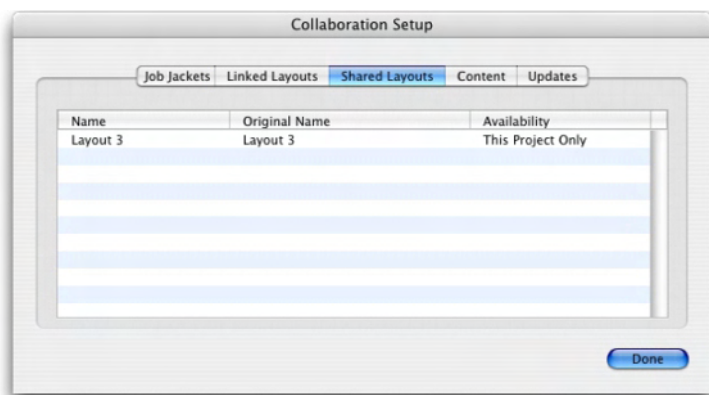 Collaboration Setup
Job Jackets Linked Layouts Shared Layouts Content Updates
Name Original Name Availability
Layout 3 Layout 3 This Project Only
Done